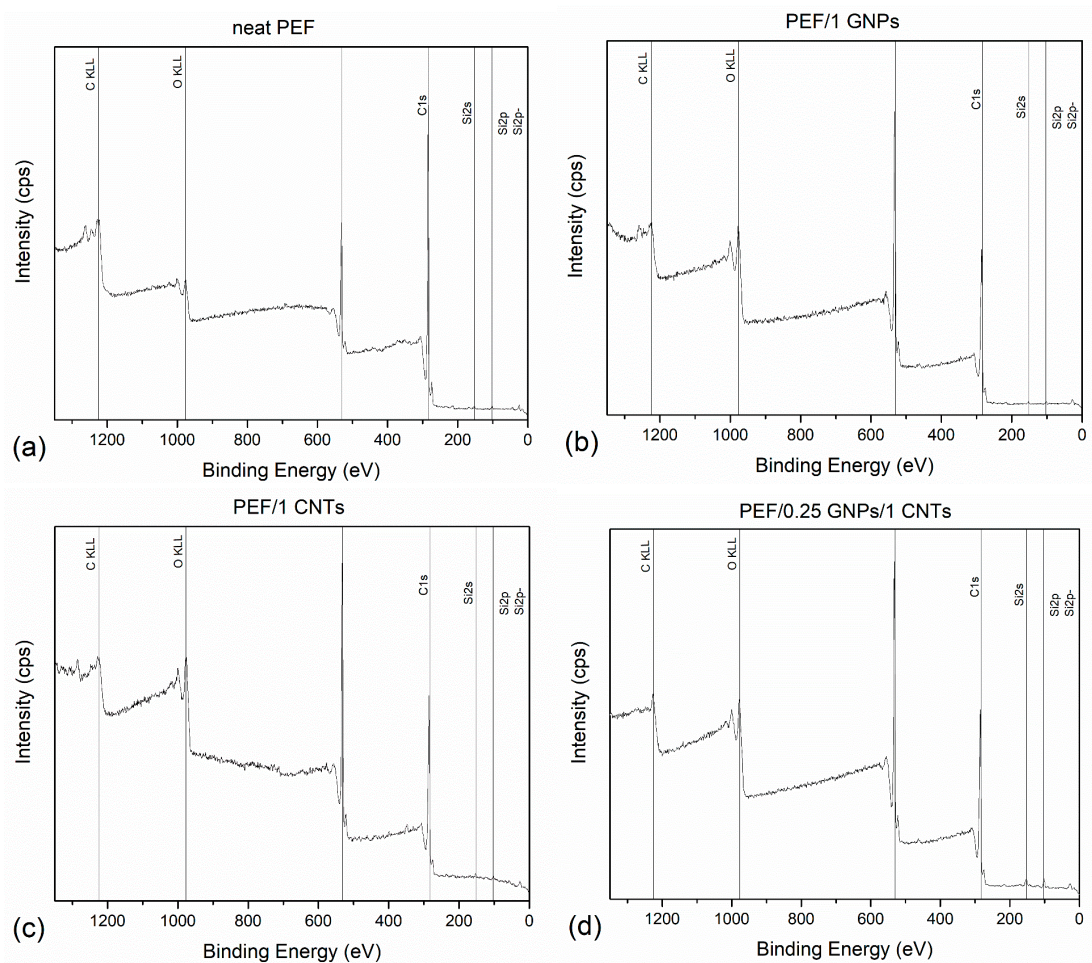 neat PEF
C KLL
O KLL
C1s
Si2s
Si2p
Si2p-
Intensity (cps)
1200 1000 800 600 400 200 0
Binding Energy (eV)
(a)
PEF/1 GNPs
C KLL
O KLL
C1s
Si2s
Si2p
Si2p-
Intensity (cps)
1200 1000 800 600 400 200 0
Binding Energy (eV)
(b)
PEF/1 CNTs
C KLL
O KLL
C1s
Si2s
Si2p
Si2p-
Intensity (cps)
1200 1000 800 600 400 200 0
Binding Energy (eV)
(c)
PEF/0.25 GNPs/1 CNTs
C KLL
O KLL
C1s
Si2s
Si2p
Si2p-
Intensity (cps)
1200 1000 800 600 400 200 0
Binding Energy (eV)
(d)